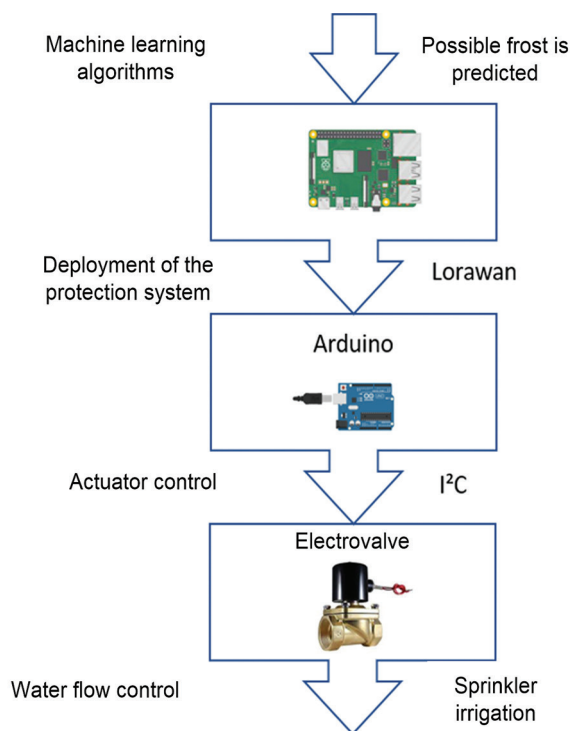 Machine learning
algorithms
Possible frost is
predicted
Deployment of the
protection system
Lorawan
Arduino
Actuator control
I²C
Electrovalve
Water flow control
Sprinkler
irrigation